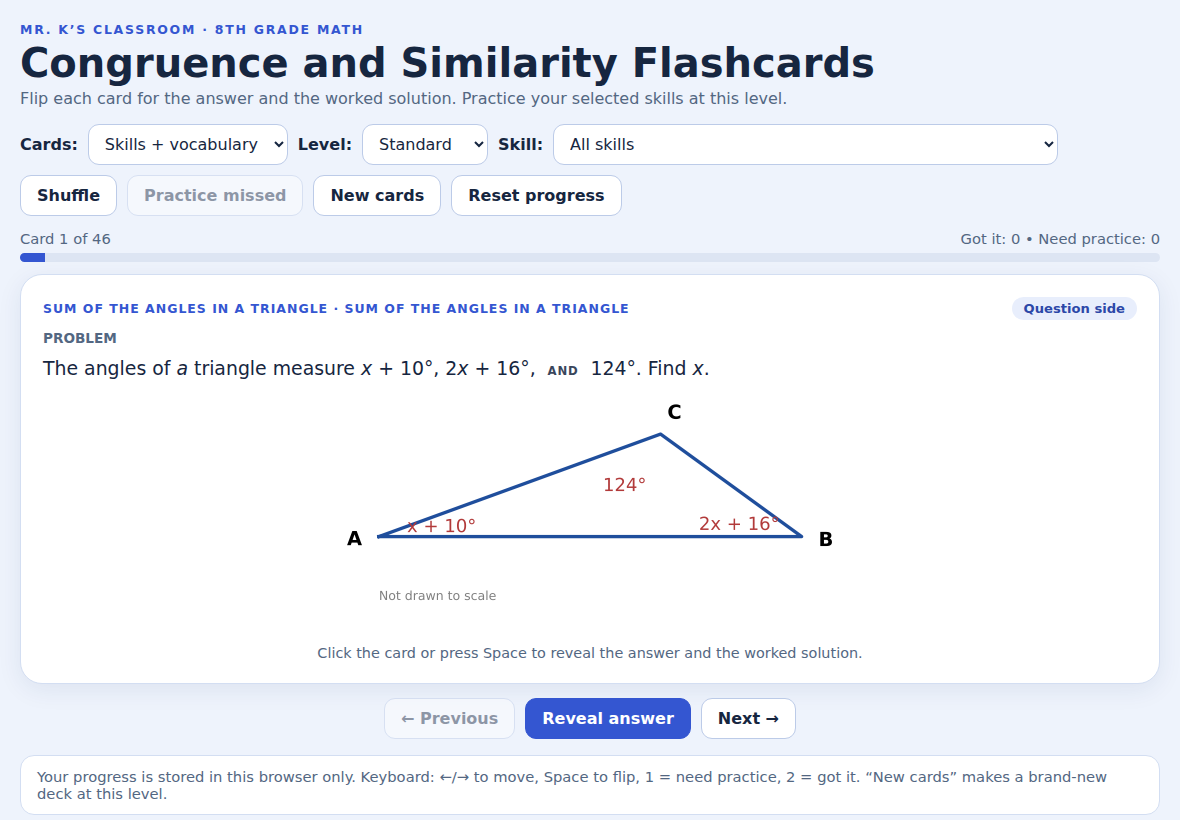 MR. K’S CLASSROOM · 8TH GRADE MATH
Congruence and Similarity Flashcards
Flip each card for the answer and the worked solution. Practice your selected skills at this level.
Cards: Skills + vocabulary Level: Standard Skill: All skills
Shuffle Practice missed New cards Reset progress
Card 1 of 46 Got it: 0 • Need practice: 0
SUM OF THE ANGLES IN A TRIANGLE · SUM OF THE ANGLES IN A TRIANGLE Question side
PROBLEM
The angles of a triangle measure x + 10°, 2x + 16°, AND 124°. Find x.
C
124°
x + 10° 2x + 16°
A B
Not drawn to scale
Click the card or press Space to reveal the answer and the worked solution.
← Previous Reveal answer Next →
Your progress is stored in this browser only. Keyboard: ←/→ to move, Space to flip, 1 = need practice, 2 = got it. “New cards” makes a brand-new
deck at this level.